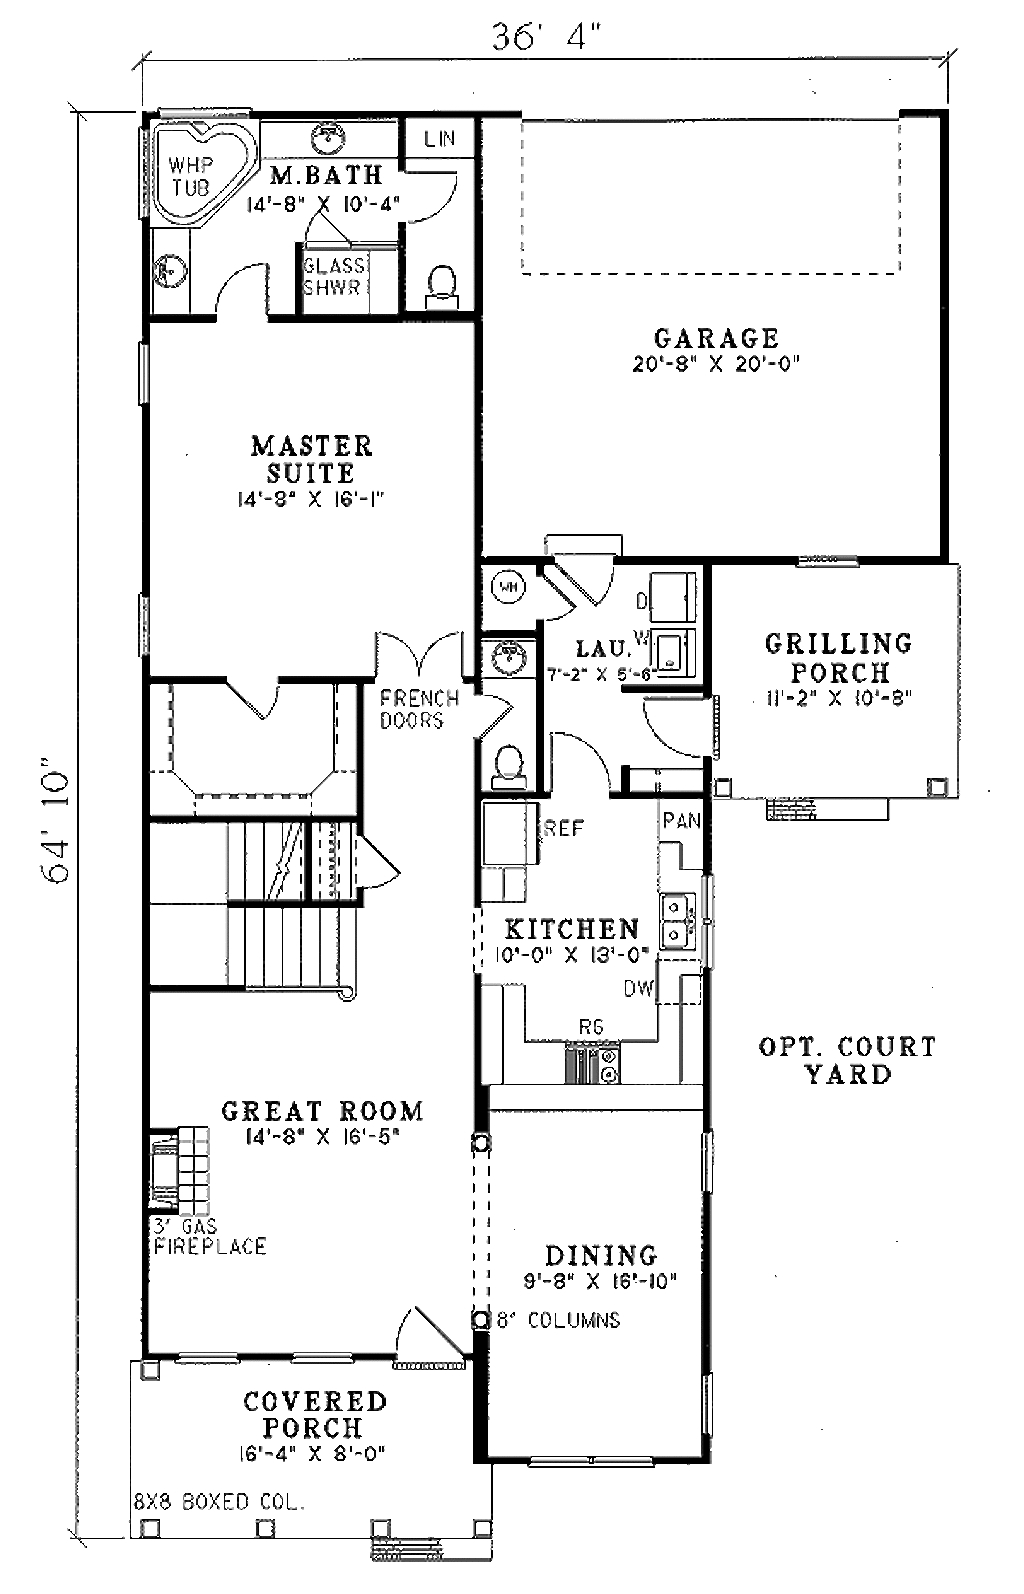 36' 4"
LIN
WHP
TUB
M.BATH
14'-8" X 10'-4"
GLASS
SHWR
GARAGE
20'-8" X 20'-0"
MASTER
SUITE
14'-8" X 16'-1"
WH
D
W
LAU.
7'-2" X 5'-6"
GRILLING
PORCH
11'-2" X 10'-8"
FRENCH
DOORS
64' 10"
REF
PAN
KITCHEN
10'-0" X 13'-0"
DW
RG
OPT. COURT
YARD
GREAT ROOM
14'-8" X 16'-5"
3' GAS
FIREPLACE
DINING
9'-8" X 16'-10"
8" COLUMNS
COVERED
PORCH
16'-4" X 8'-0"
8X8 BOXED COL.